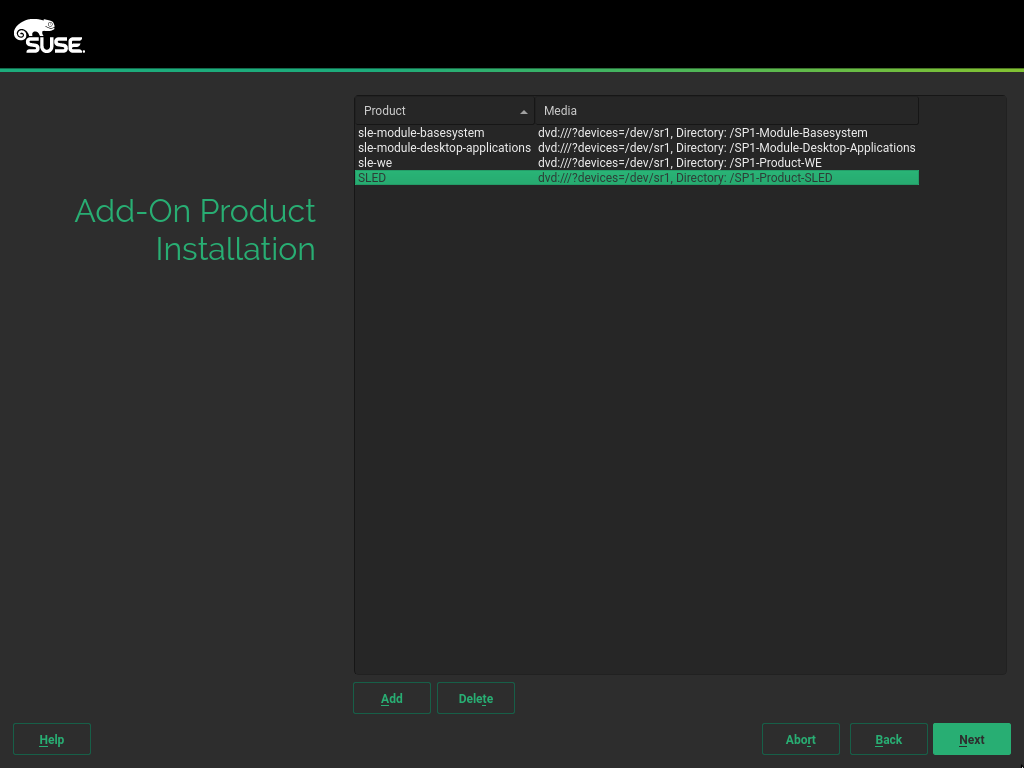 SUSE.
Add-On Product
Installation
Product Media
sle-module-basesystem dvd:///?devices=/dev/sr1, Directory: /SP1-Module-Basesystem
sle-module-desktop-applications dvd:///?devices=/dev/sr1, Directory: /SP1-Module-Desktop-Applications
sle-we dvd:///?devices=/dev/sr1, Directory: /SP1-Product-WE
SLED dvd:///?devices=/dev/sr1, Directory: /SP1-Product-SLED
Add Delete
Help Abort Back Next